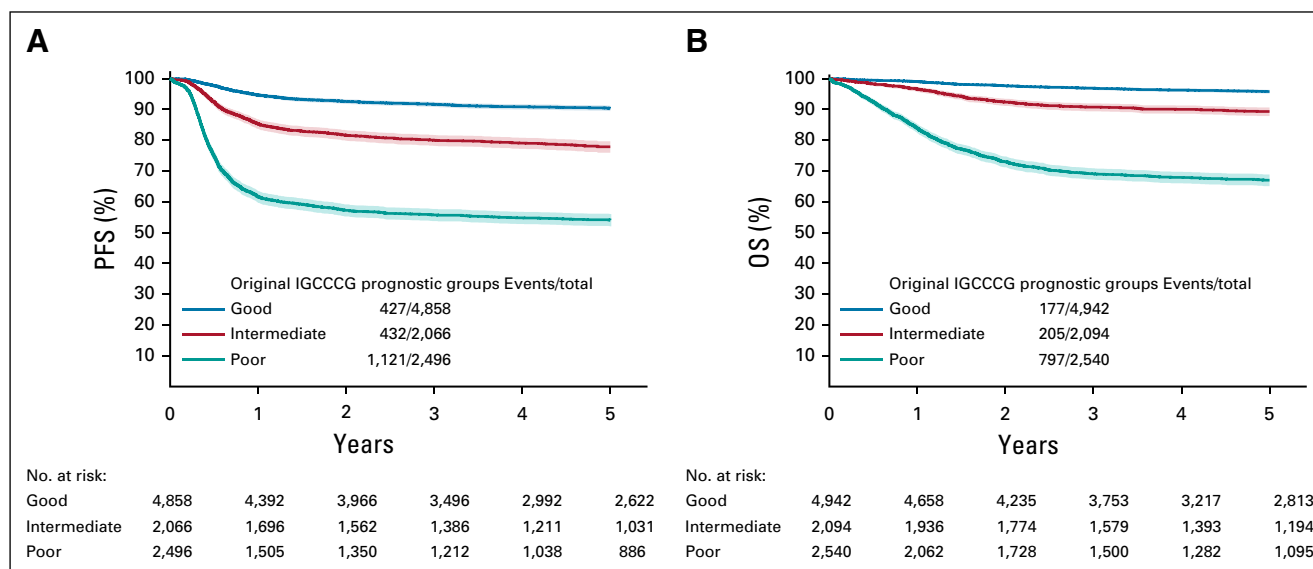 A
PFS (%)
100
90
80
70
60
50
40
30
20
10
Original IGCCCG prognostic groups Events/total
Good 427/4,858
Intermediate 432/2,066
Poor 1,121/2,496
0 1 2 3 4 5
Years
No. at risk:
Good 4,858 4,392 3,966 3,496 2,992 2,622
Intermediate 2,066 1,696 1,562 1,386 1,211 1,031
Poor 2,496 1,505 1,350 1,212 1,038 886
B
OS (%)
100
90
80
70
60
50
40
30
20
10
Original IGCCCG prognostic groups Events/total
Good 177/4,942
Intermediate 205/2,094
Poor 797/2,540
0 1 2 3 4 5
Years
No. at risk:
Good 4,942 4,658 4,235 3,753 3,217 2,813
Intermediate 2,094 1,936 1,774 1,579 1,393 1,194
Poor 2,540 2,062 1,728 1,500 1,282 1,095